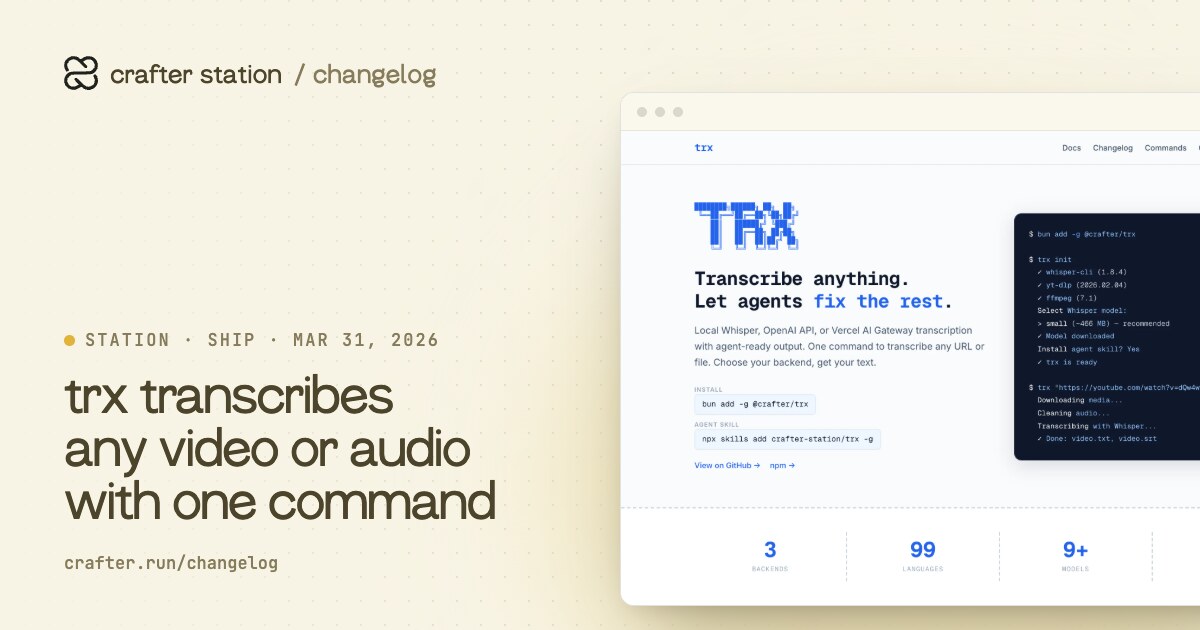 crafter station / changelog
STATION · SHIP · MAR 31, 2026
trx transcribes
any video or audio
with one command
crafter.run/changelog
trx
Docs Changelog Commands
TRX
Transcribe anything.
Let agents fix the rest.
Local Whisper, OpenAI API, or Vercel AI Gateway transcription
with agent-ready output. One command to transcribe any URL or
file. Choose your backend, get your text.
INSTALL
bun add -g @crafter/trx
AGENT SKILL
npx skills add crafter-station/trx -g
View on GitHub → npm →
$ bun add -g @crafter/trx
$ trx init
✓ whisper-cli (1.8.4)
✓ yt-dlp (2026.02.04)
✓ ffmpeg (7.1)
Select Whisper model:
> small (~466 MB) — recommended
✓ Model downloaded
Install agent skill? Yes
✓ trx is ready
$ trx "https://youtube.com/watch?v=dQw4w
Downloading media...
Cleaning audio...
Transcribing with Whisper...
✓ Done: video.txt, video.srt
3
BACKENDS
99
LANGUAGES
9+
MODELS